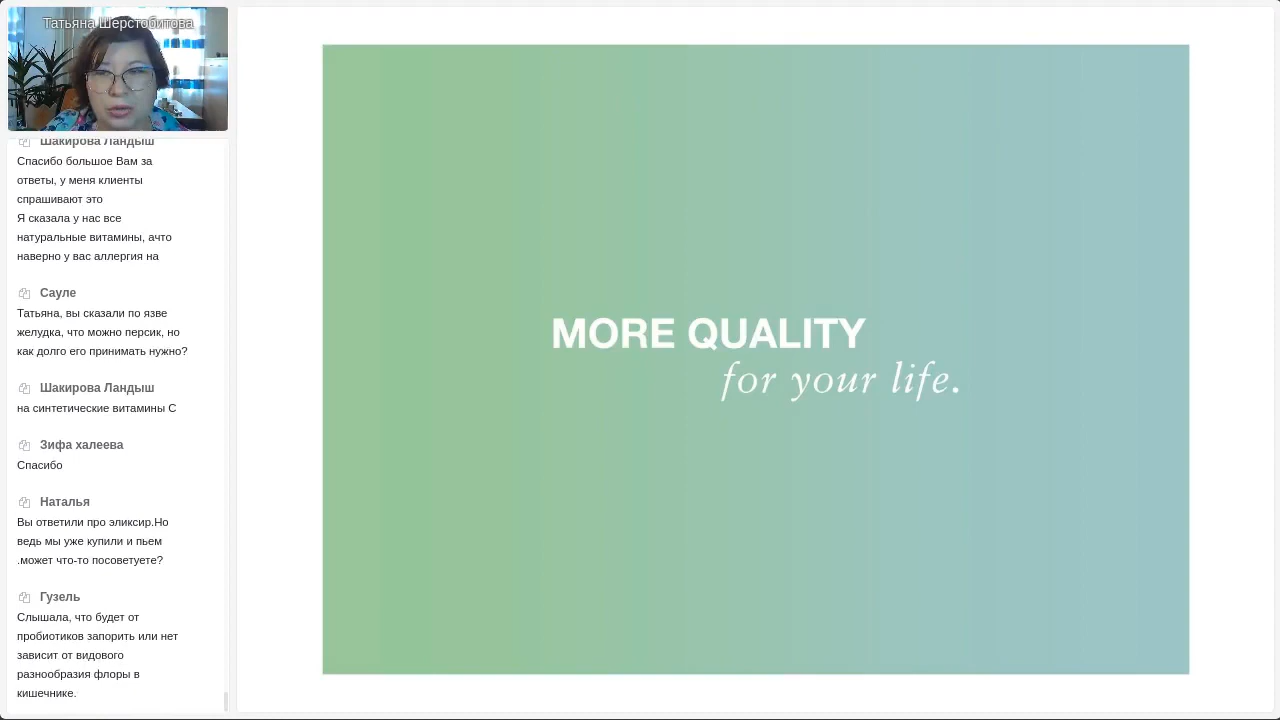 Татьяна Шерстобитова
Шакирова Ландыш
Спасибо большое Вам за
ответы, у меня клиенты
спрашивают это
Я сказала у нас все
натуральные витамины, ачто
наверно у вас аллергия на
Сауле
Татьяна, вы сказали по язве
желудка, что можно персик, но
как долго его принимать нужно?
Шакирова Ландыш
на синтетические витамины С
Зифа халеева
Спасибо
Наталья
Вы ответили про эликсир.Но
ведь мы уже купили и пьем
.может что-то посоветуете?
Гузель
Слышала, что будет от
пробиотиков запорить или нет
зависит от видового
разнообразия флоры в
кишечнике.
MORE QUALITY
for your life.